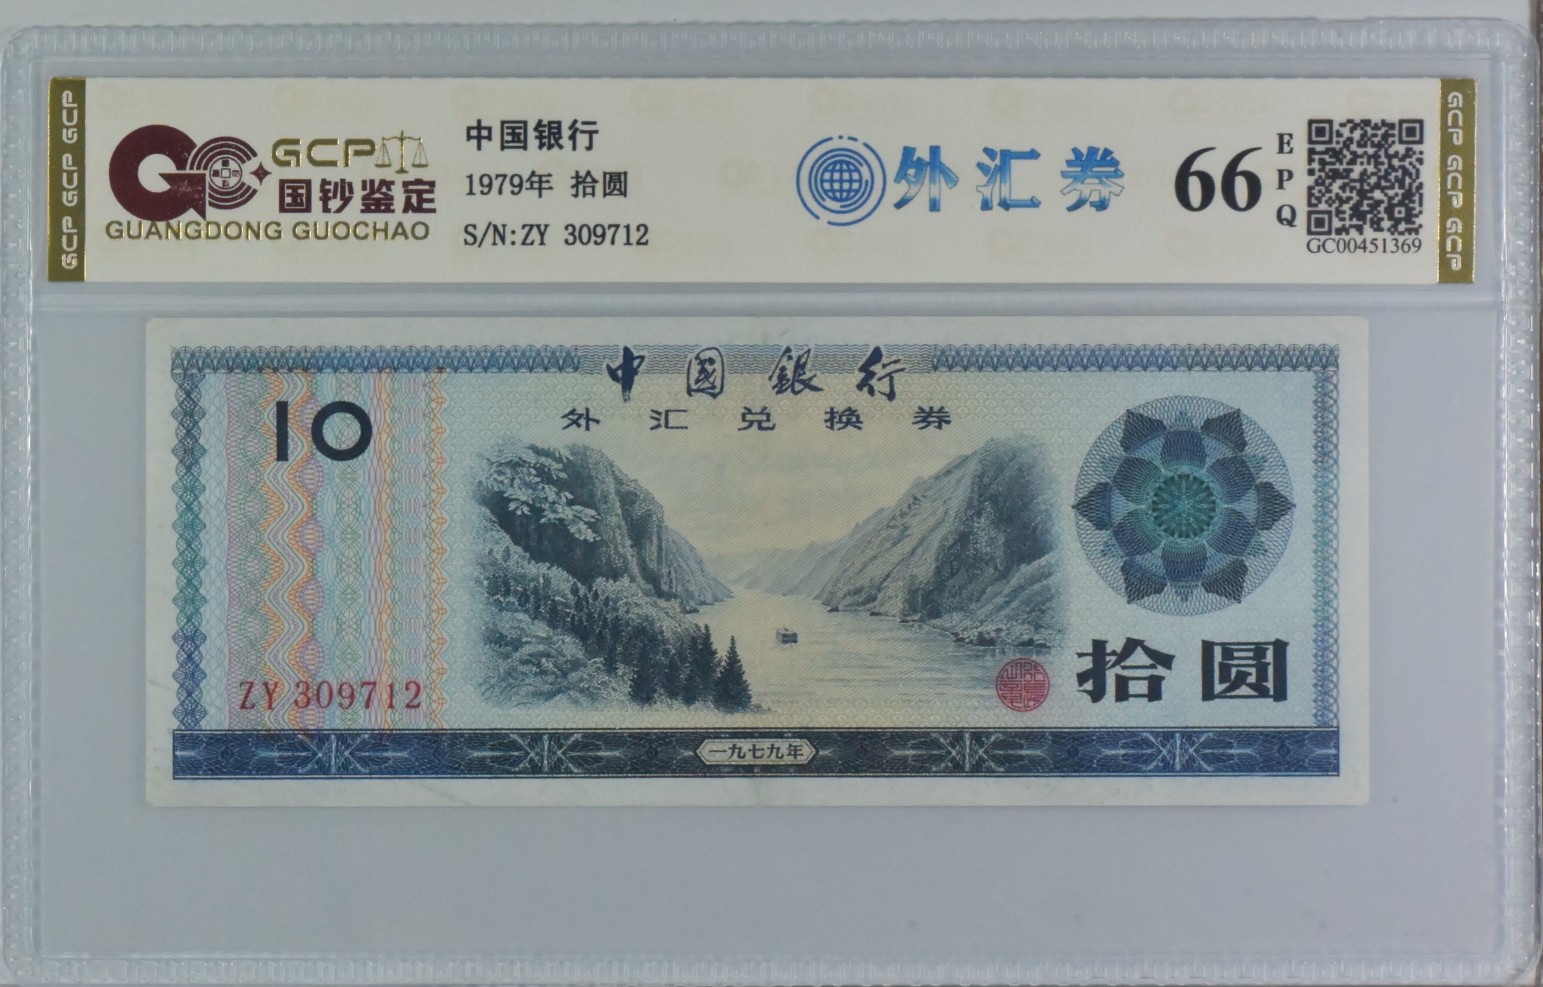 GCP GCP GCP
GCP
国钞鉴定
GUANGDONG GUOCHAO
中国银行
1979年 拾圆
S/N:ZY 309712
外汇券
66
EPQ
GC00451369
GCP GCP GCP
中國銀行
外汇兑换券
10
ZY 309712
拾圆
一九七九年